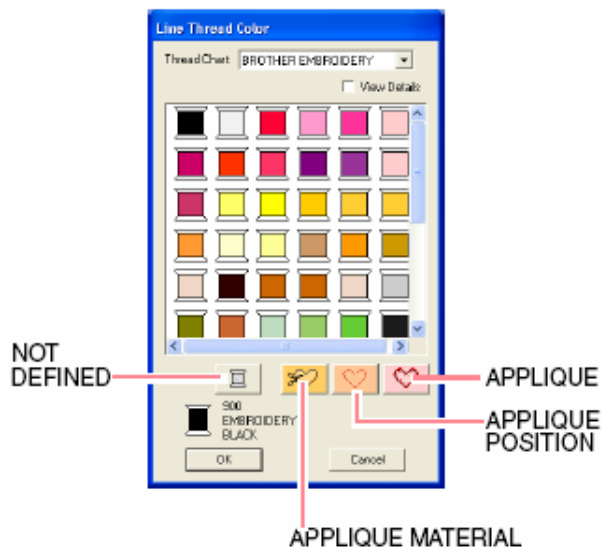 Line Thread Color
Thread Chart BROTHER EMBROIDERY
View Details
NOT
DEFINED
APPLIQUE
APPLIQUE
POSITION
900
EMBROIDERY
BLACK
OK Cancel
APPLIQUE MATERIAL